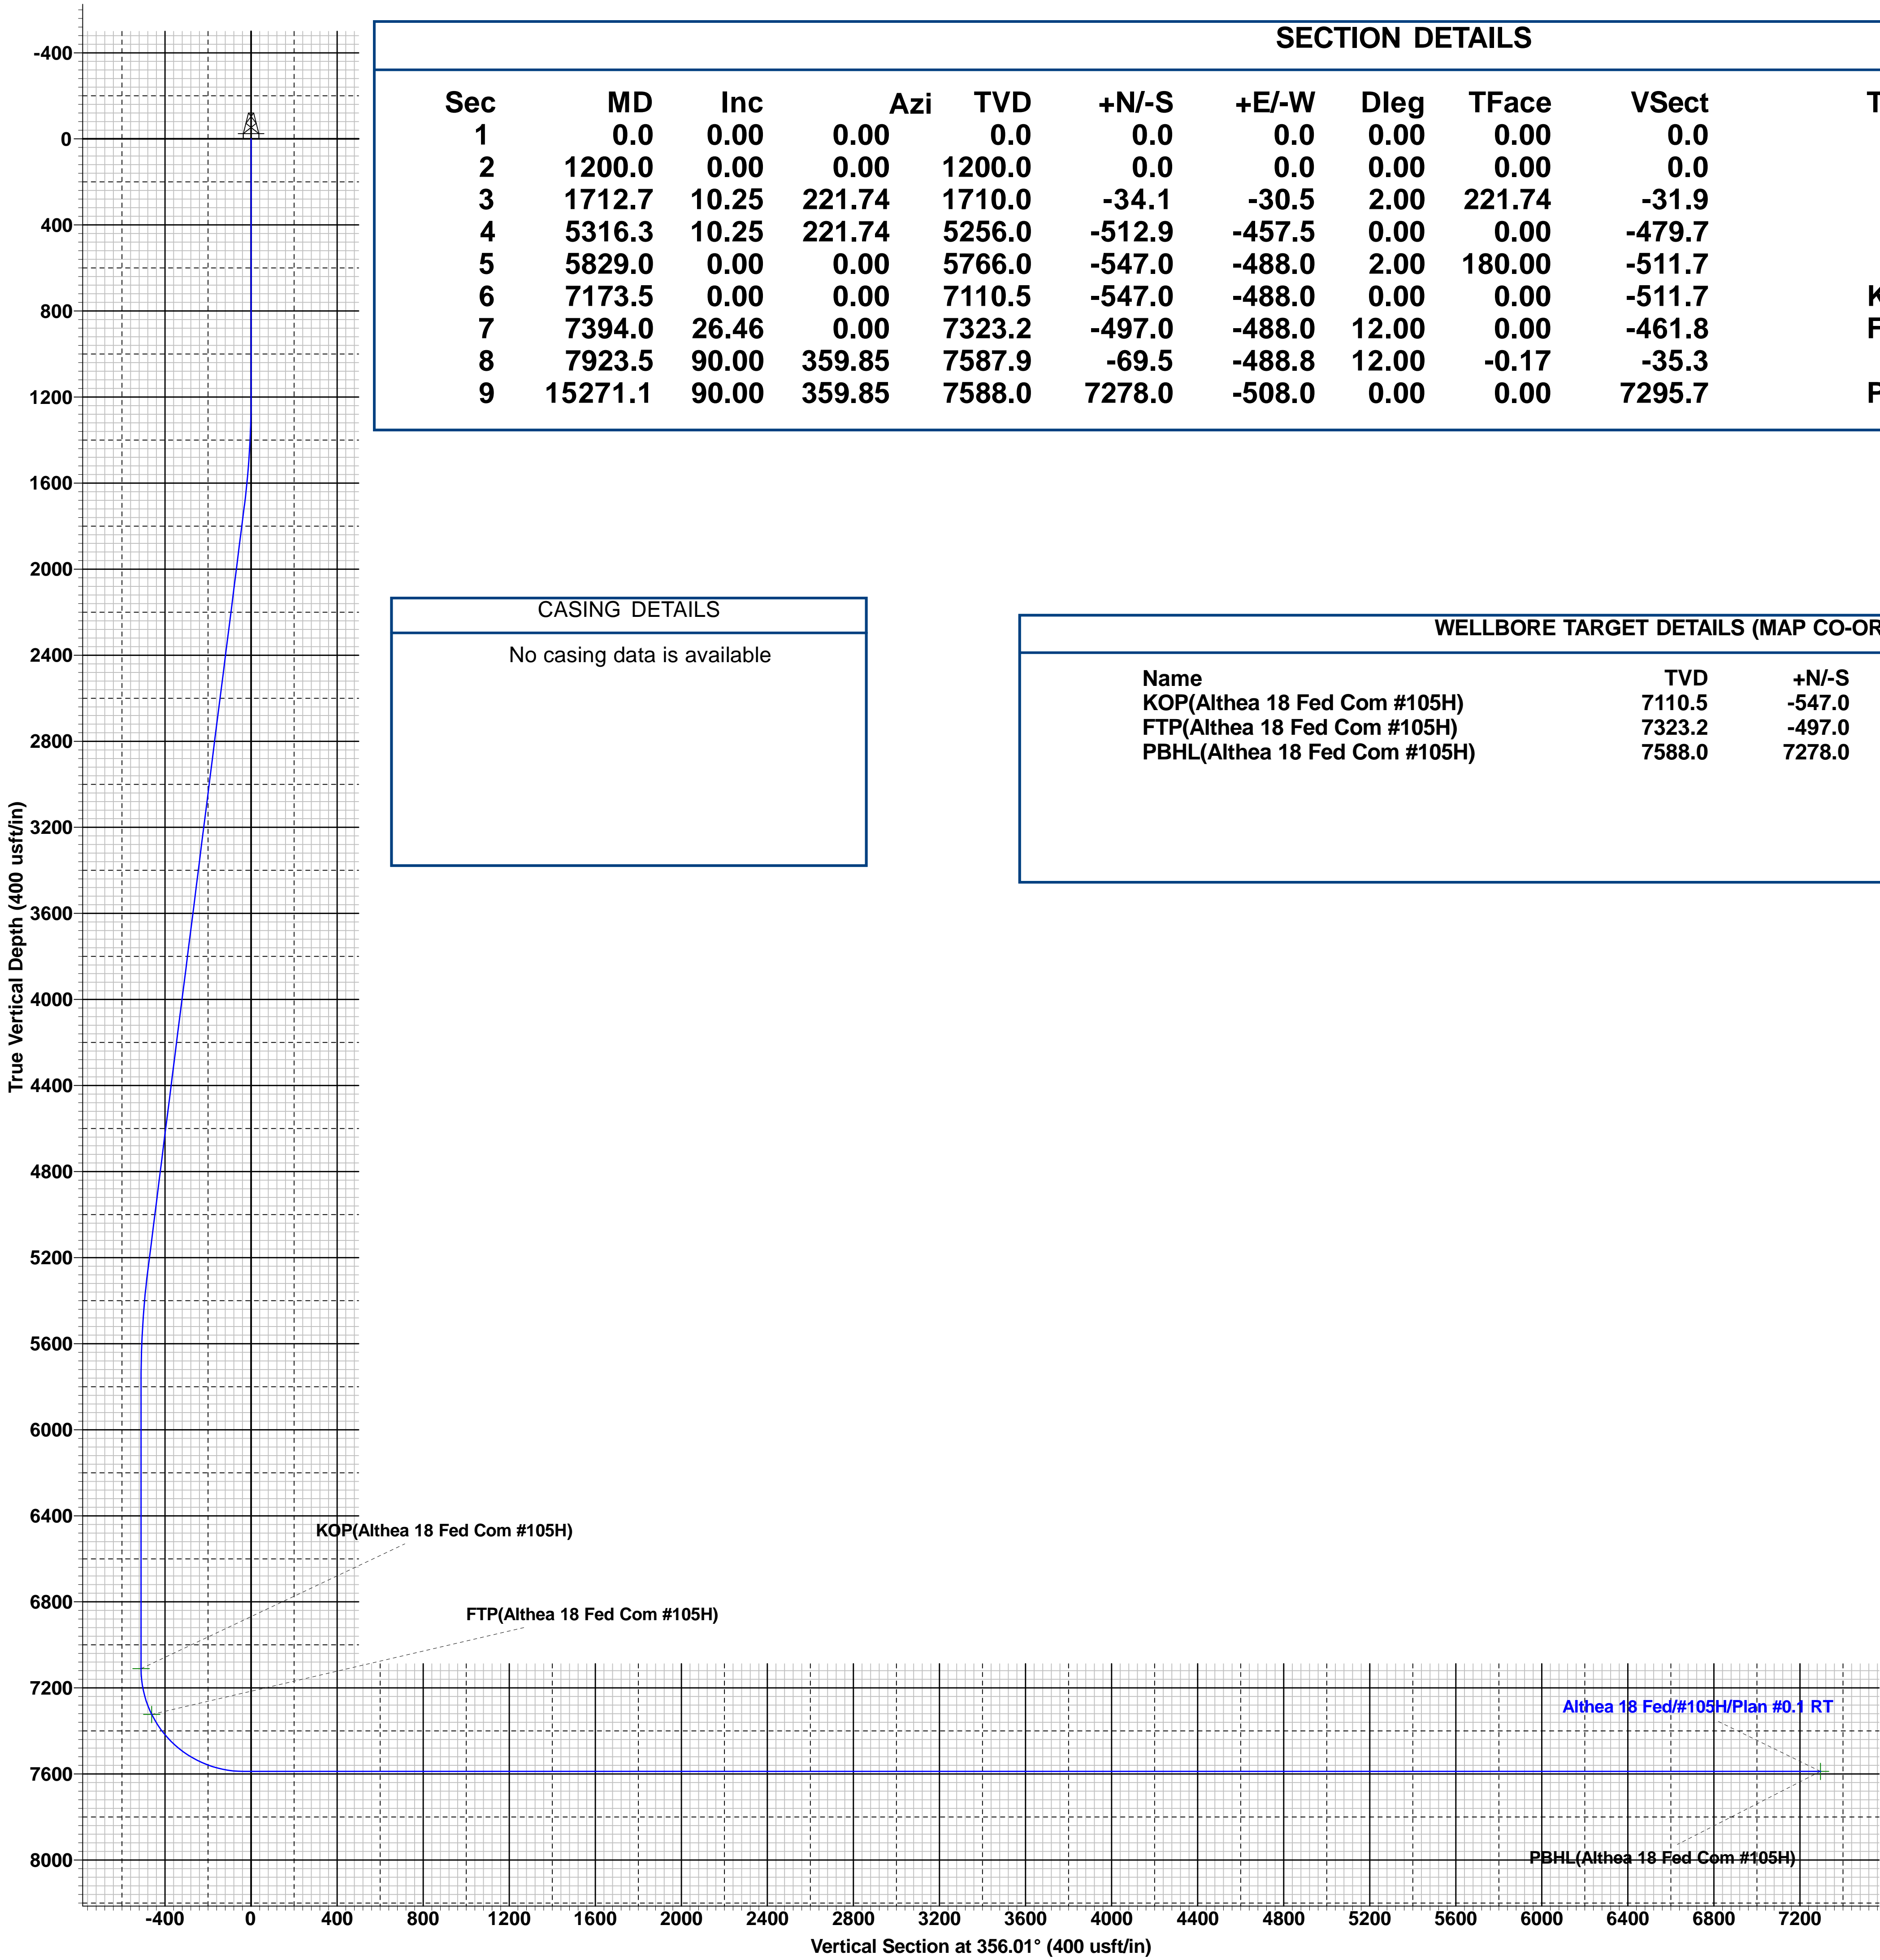 SECTION DETAILS
Sec MD Inc Azi TVD +N/-S +E/-W Dleg TFace VSect T
1 0.0 0.00 0.00 0.0 0.0 0.0 0.00 0.00 0.0
2 1200.0 0.00 0.00 1200.0 0.0 0.0 0.00 0.00 0.0
3 1712.7 10.25 221.74 1710.0 -34.1 -30.5 2.00 221.74 -31.9
4 5316.3 10.25 221.74 5256.0 -512.9 -457.5 0.00 0.00 -479.7
5 5829.0 0.00 0.00 5766.0 -547.0 -488.0 2.00 180.00 -511.7
6 7173.5 0.00 0.00 7110.5 -547.0 -488.0 0.00 0.00 -511.7 K
7 7394.0 26.46 0.00 7323.2 -497.0 -488.0 12.00 0.00 -461.8 F
8 7923.5 90.00 359.85 7587.9 -69.5 -488.8 12.00 -0.17 -35.3
9 15271.1 90.00 359.85 7588.0 7278.0 -508.0 0.00 0.00 7295.7 P
CASING DETAILS
No casing data is available
WELLBORE TARGET DETAILS (MAP CO-OR
Name TVD +N/-S
KOP(Althea 18 Fed Com #105H) 7110.5 -547.0
FTP(Althea 18 Fed Com #105H) 7323.2 -497.0
PBHL(Althea 18 Fed Com #105H) 7588.0 7278.0
True Vertical Depth (400 usft/in)
-400
0
400
800
1200
1600
2000
2400
2800
3200
3600
4000
4400
4800
5200
5600
6000
6400
6800
7200
7600
8000
KOP(Althea 18 Fed Com #105H)
FTP(Althea 18 Fed Com #105H)
Althea 18 Fed/#105H/Plan #0.1 RT
PBHL(Althea 18 Fed Com #105H)
-400 0 400 800 1200 1600 2000 2400 2800 3200 3600 4000 4400 4800 5200 5600 6000 6400 6800 7200
Vertical Section at 356.01° (400 usft/in)